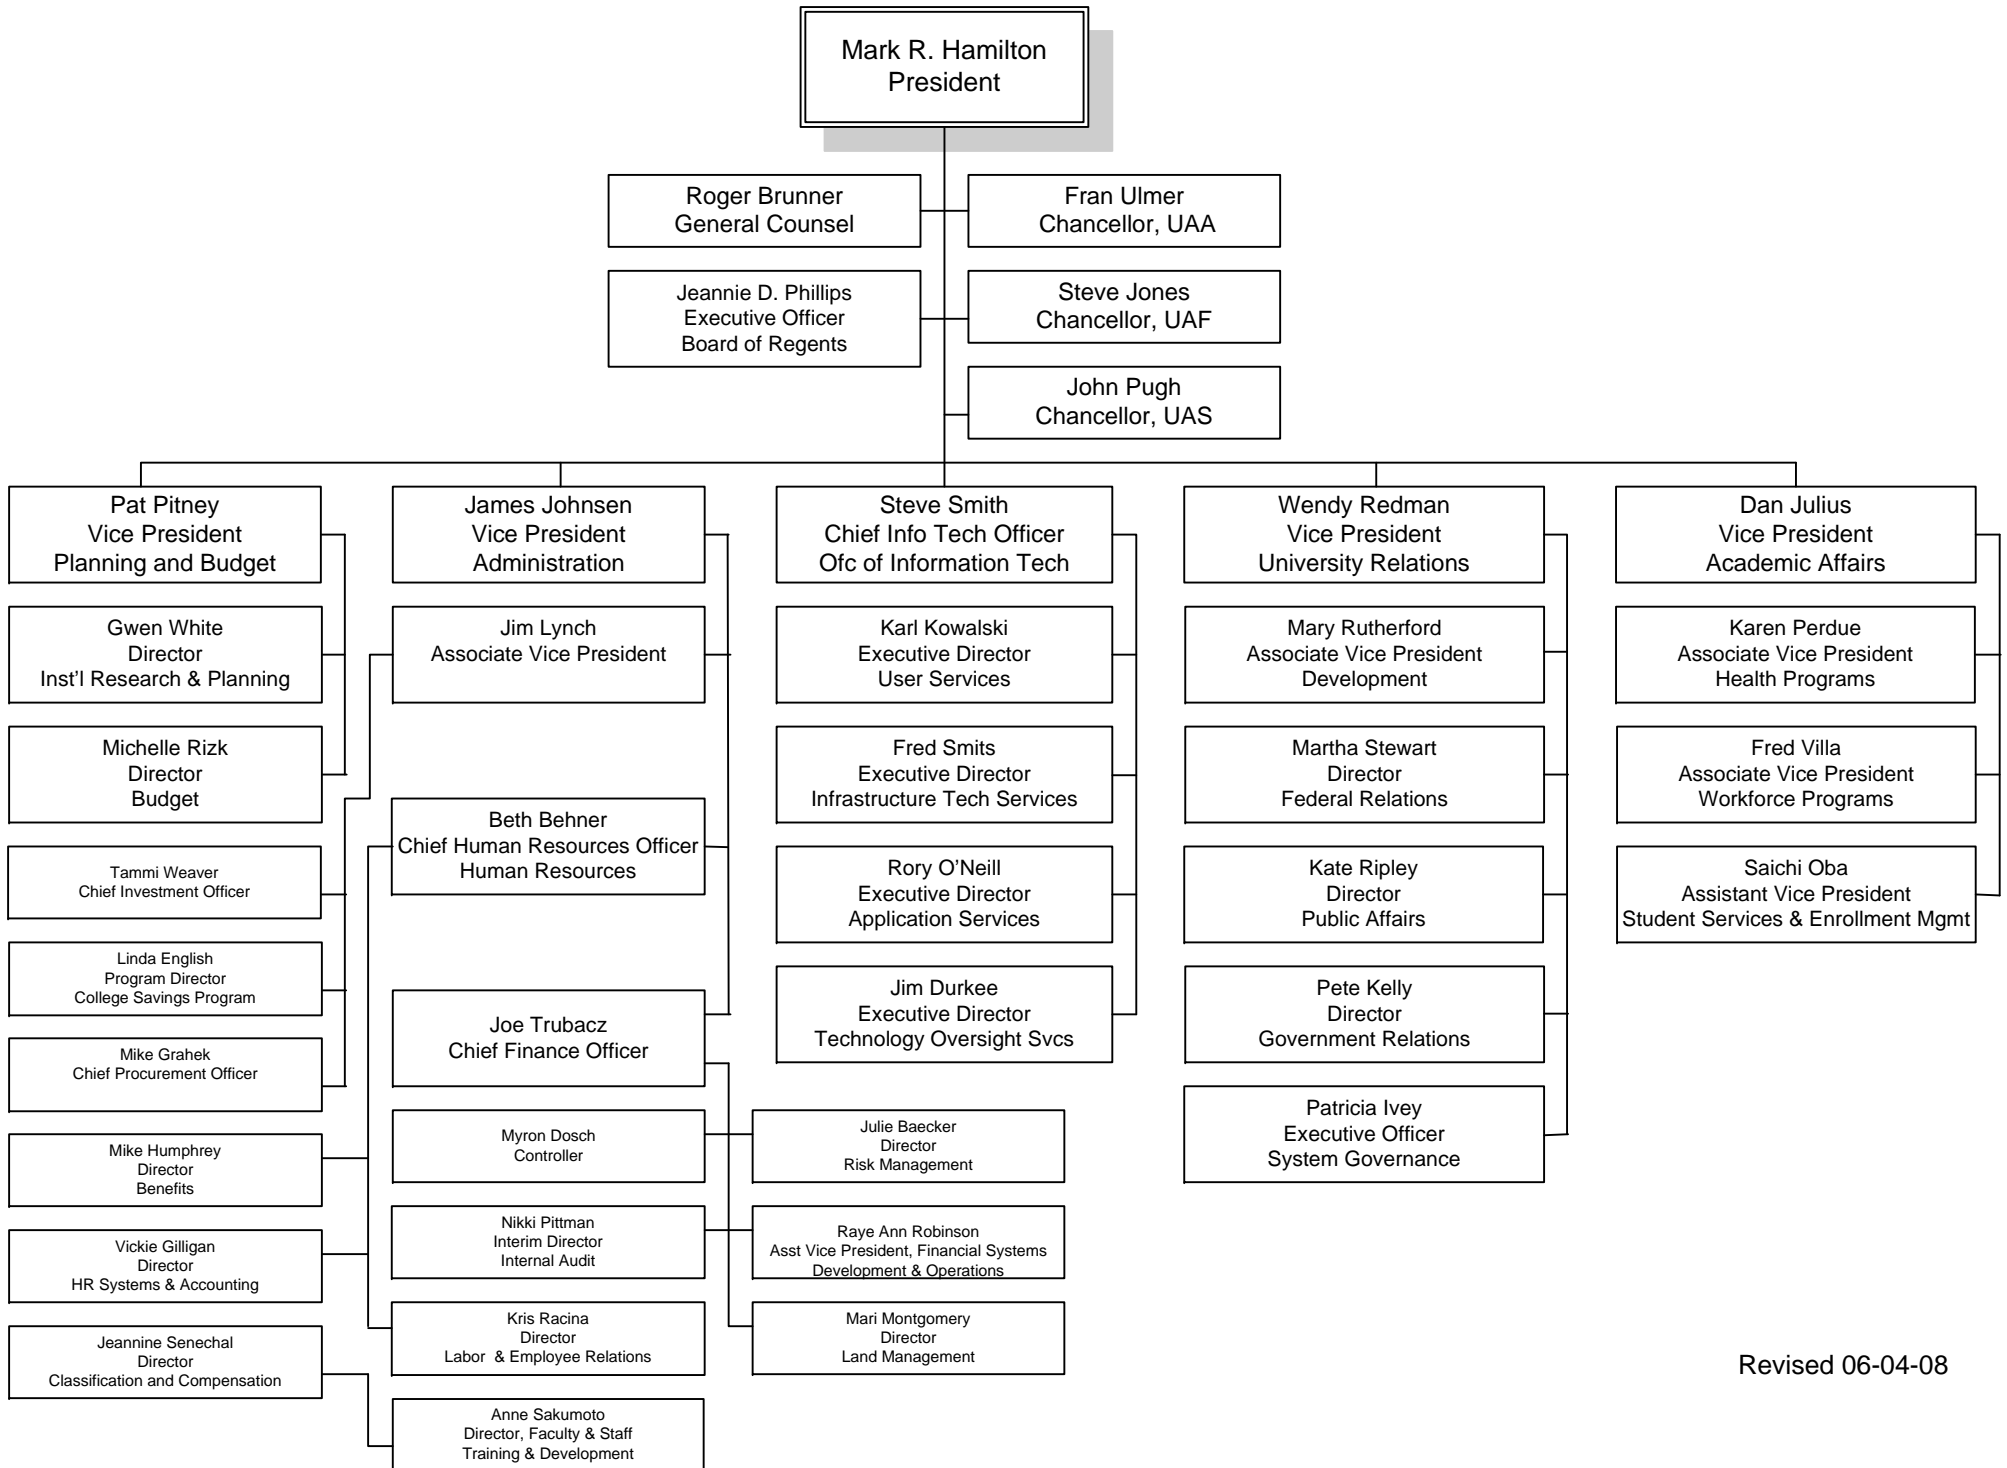 Mark R. Hamilton
President
Roger Brunner
General Counsel
Fran Ulmer
Chancellor, UAA
Jeannie D. Phillips
Executive Officer
Board of Regents
Steve Jones
Chancellor, UAF
John Pugh
Chancellor, UAS
Pat Pitney
Vice President
Planning and Budget
Gwen White
Director
Inst'l Research & Planning
Michelle Rizk
Director
Budget
Tammi Weaver
Chief Investment Officer
Linda English
Program Director
College Savings Program
Mike Grahek
Chief Procurement Officer
Mike Humphrey
Director
Benefits
Vickie Gilligan
Director
HR Systems & Accounting
Jeannine Senechal
Director
Classification and Compensation
James Johnsen
Vice President
Administration
Jim Lynch
Associate Vice President
Beth Behner
Chief Human Resources Officer
Human Resources
Joe Trubacz
Chief Finance Officer
Myron Dosch
Controller
Nikki Pittman
Interim Director
Internal Audit
Kris Racina
Director
Labor & Employee Relations
Anne Sakumoto
Director, Faculty & Staff
Training & Development
Julie Baecker
Director
Risk Management
Raye Ann Robinson
Asst Vice President, Financial Systems
Development & Operations
Mari Montgomery
Director
Land Management
Steve Smith
Chief Info Tech Officer
Ofc of Information Tech
Karl Kowalski
Executive Director
User Services
Fred Smits
Executive Director
Infrastructure Tech Services
Rory O’Neill
Executive Director
Application Services
Jim Durkee
Executive Director
Technology Oversight Svcs
Wendy Redman
Vice President
University Relations
Mary Rutherford
Associate Vice President
Development
Martha Stewart
Director
Federal Relations
Kate Ripley
Director
Public Affairs
Pete Kelly
Director
Government Relations
Patricia Ivey
Executive Officer
System Governance
Dan Julius
Vice President
Academic Affairs
Karen Perdue
Associate Vice President
Health Programs
Fred Villa
Associate Vice President
Workforce Programs
Saichi Oba
Assistant Vice President
Student Services & Enrollment Mgmt
Revised 06-04-08